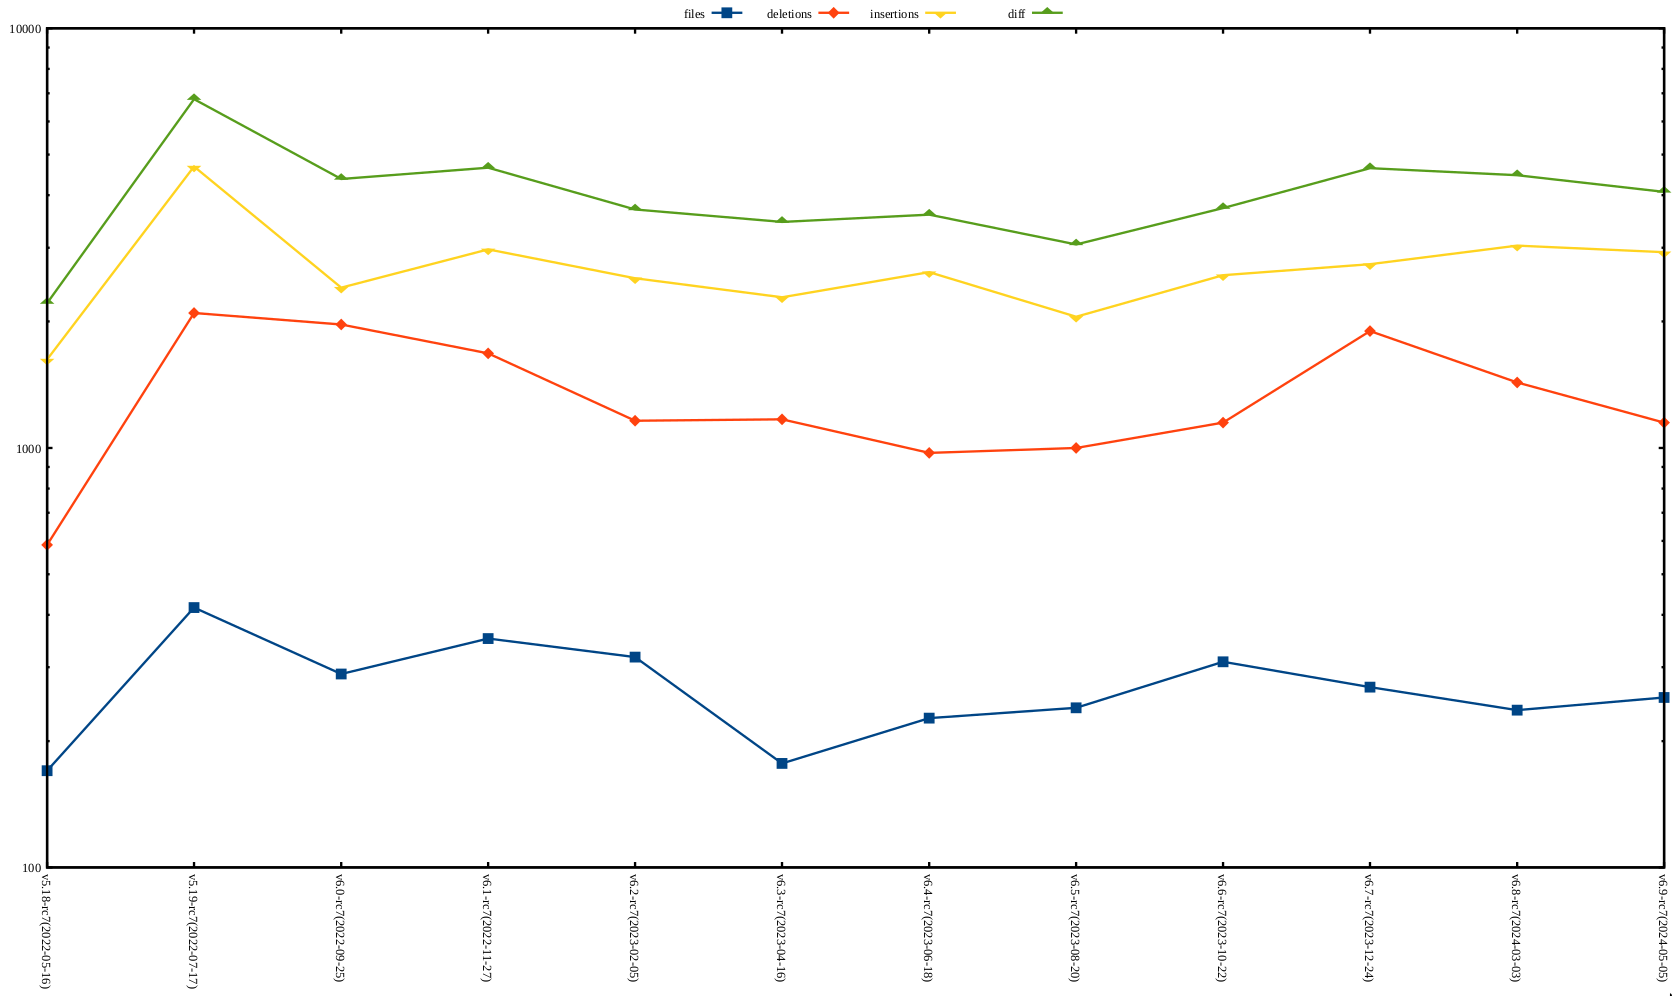 files deletions insertions diff
10000
1000
100
v5.18-rc7(2022-05-16)
v5.19-rc7(2022-07-17)
v6.0-rc7(2022-09-25)
v6.1-rc7(2022-11-27)
v6.2-rc7(2023-02-05)
v6.3-rc7(2023-04-16)
v6.4-rc7(2023-06-18)
v6.5-rc7(2023-08-20)
v6.6-rc7(2023-10-22)
v6.7-rc7(2023-12-24)
v6.8-rc7(2024-03-03)
v6.9-rc7(2024-05-05)